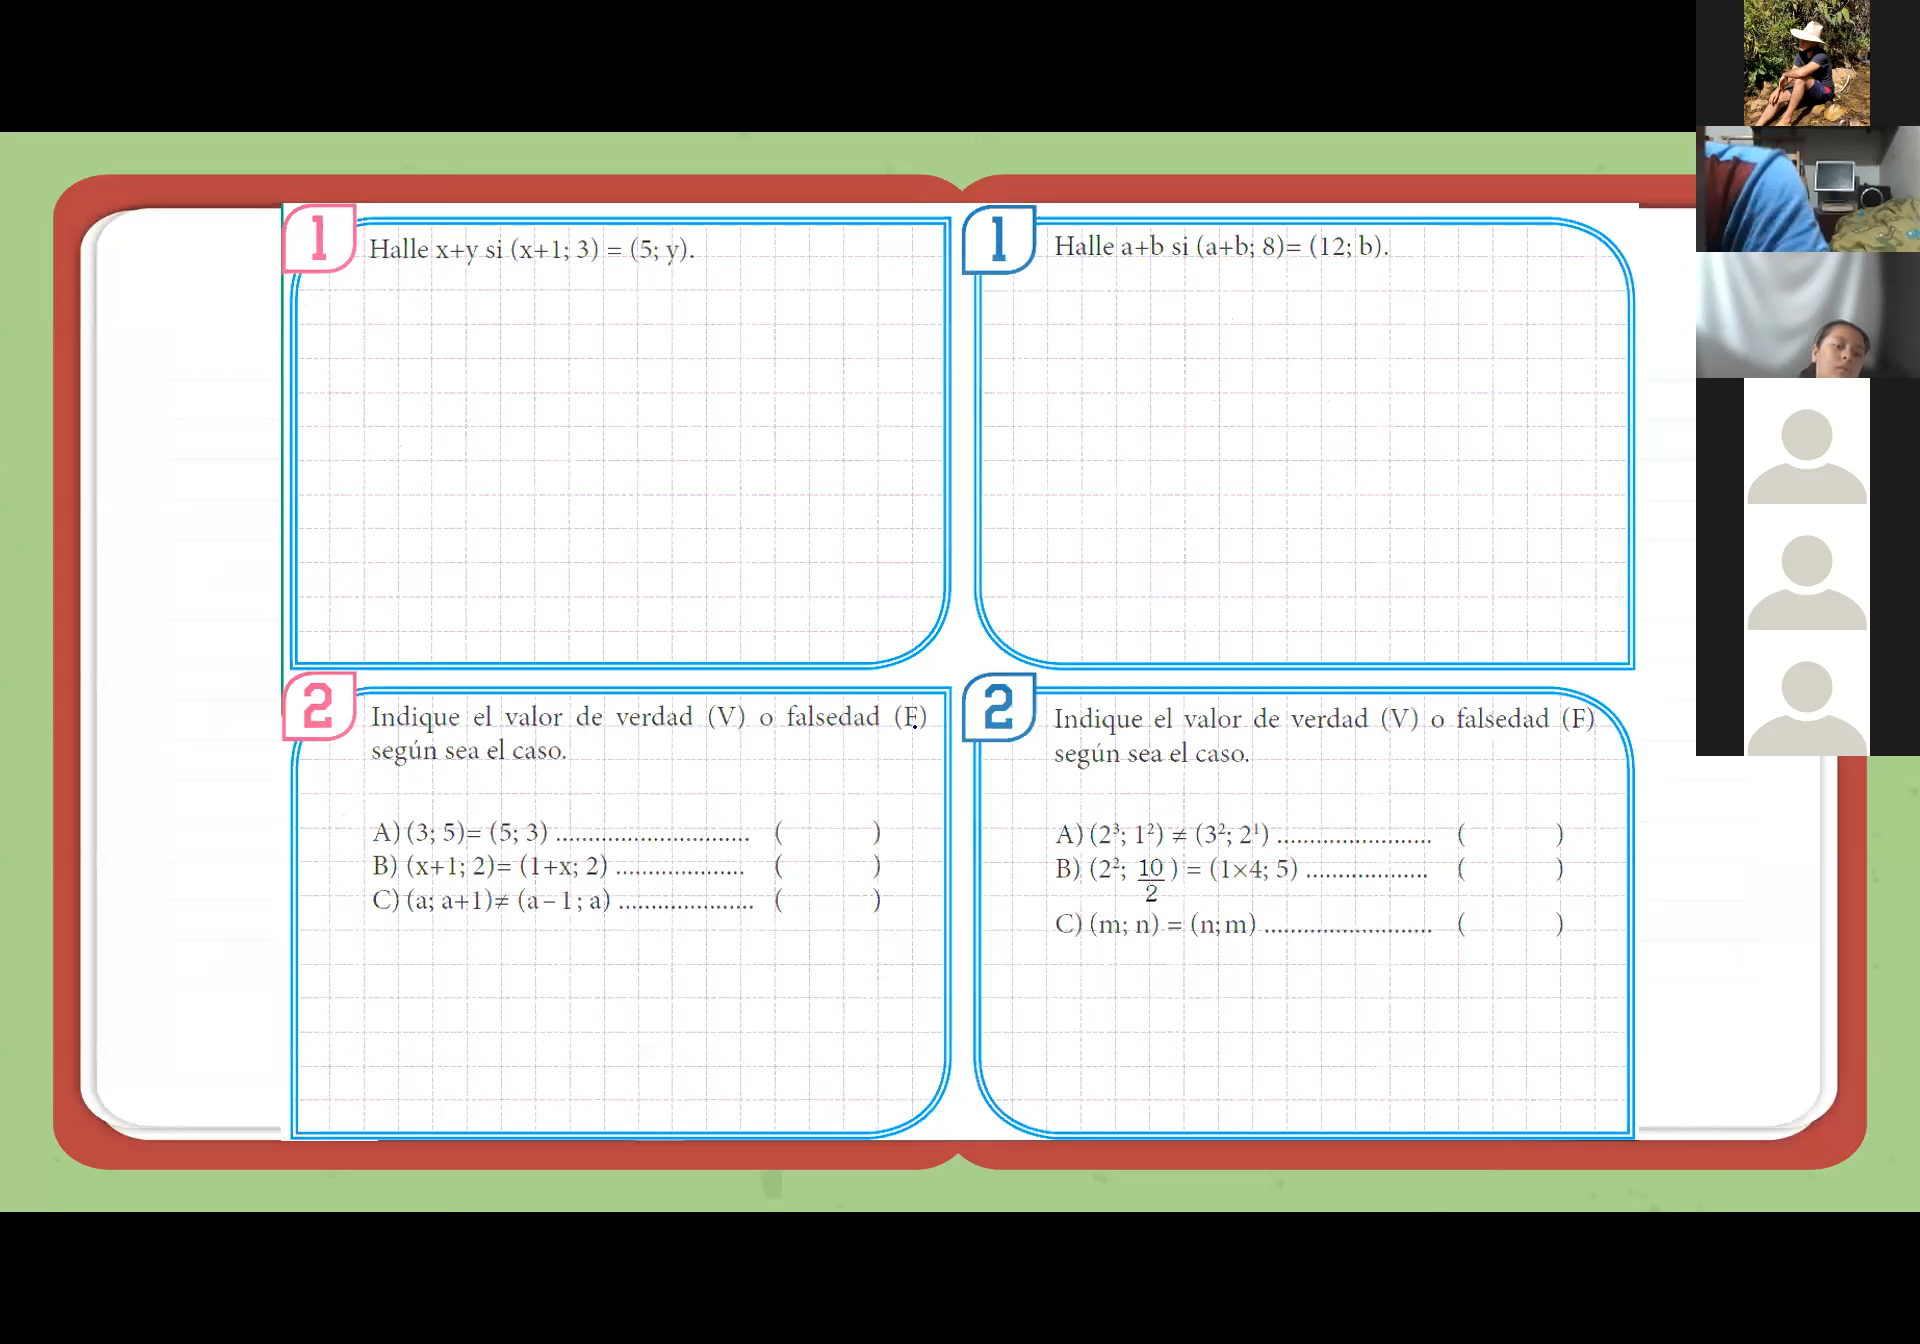 1
Halle x+y si (x+1; 3) = (5; y).
2
Indique el valor de verdad (V) o falsedad (F)
según sea el caso.
A) (3; 5)= (5; 3) .............................. ( )
B) (x+1; 2)= (1+x; 2) .................... ( )
C) (a; a+1)≠ (a–1; a) ..................... ( )
1
Halle a+b si (a+b; 8)= (12; b).
2
Indique el valor de verdad (V) o falsedad (F)
según sea el caso.
A) (2³; 1²) ≠ (3²; 2¹) ........................ ( )
B) (2²; 10/2) = (1×4; 5) ................... ( )
C) (m; n) = (n;m) .......................... ( )